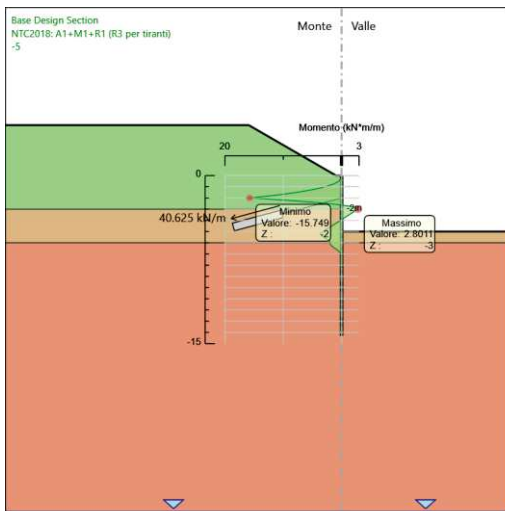 Base Design Section
NTC2018: A1+M1+R1 (R3 per tiranti)
-5
Monte Valle
Momento (kN*m/m)
20 3
0
-2m
40.625 kN/m
Minimo
Valore: -15.749
Z : -2
Massimo
Valore: 2.8011
Z : -3
-15